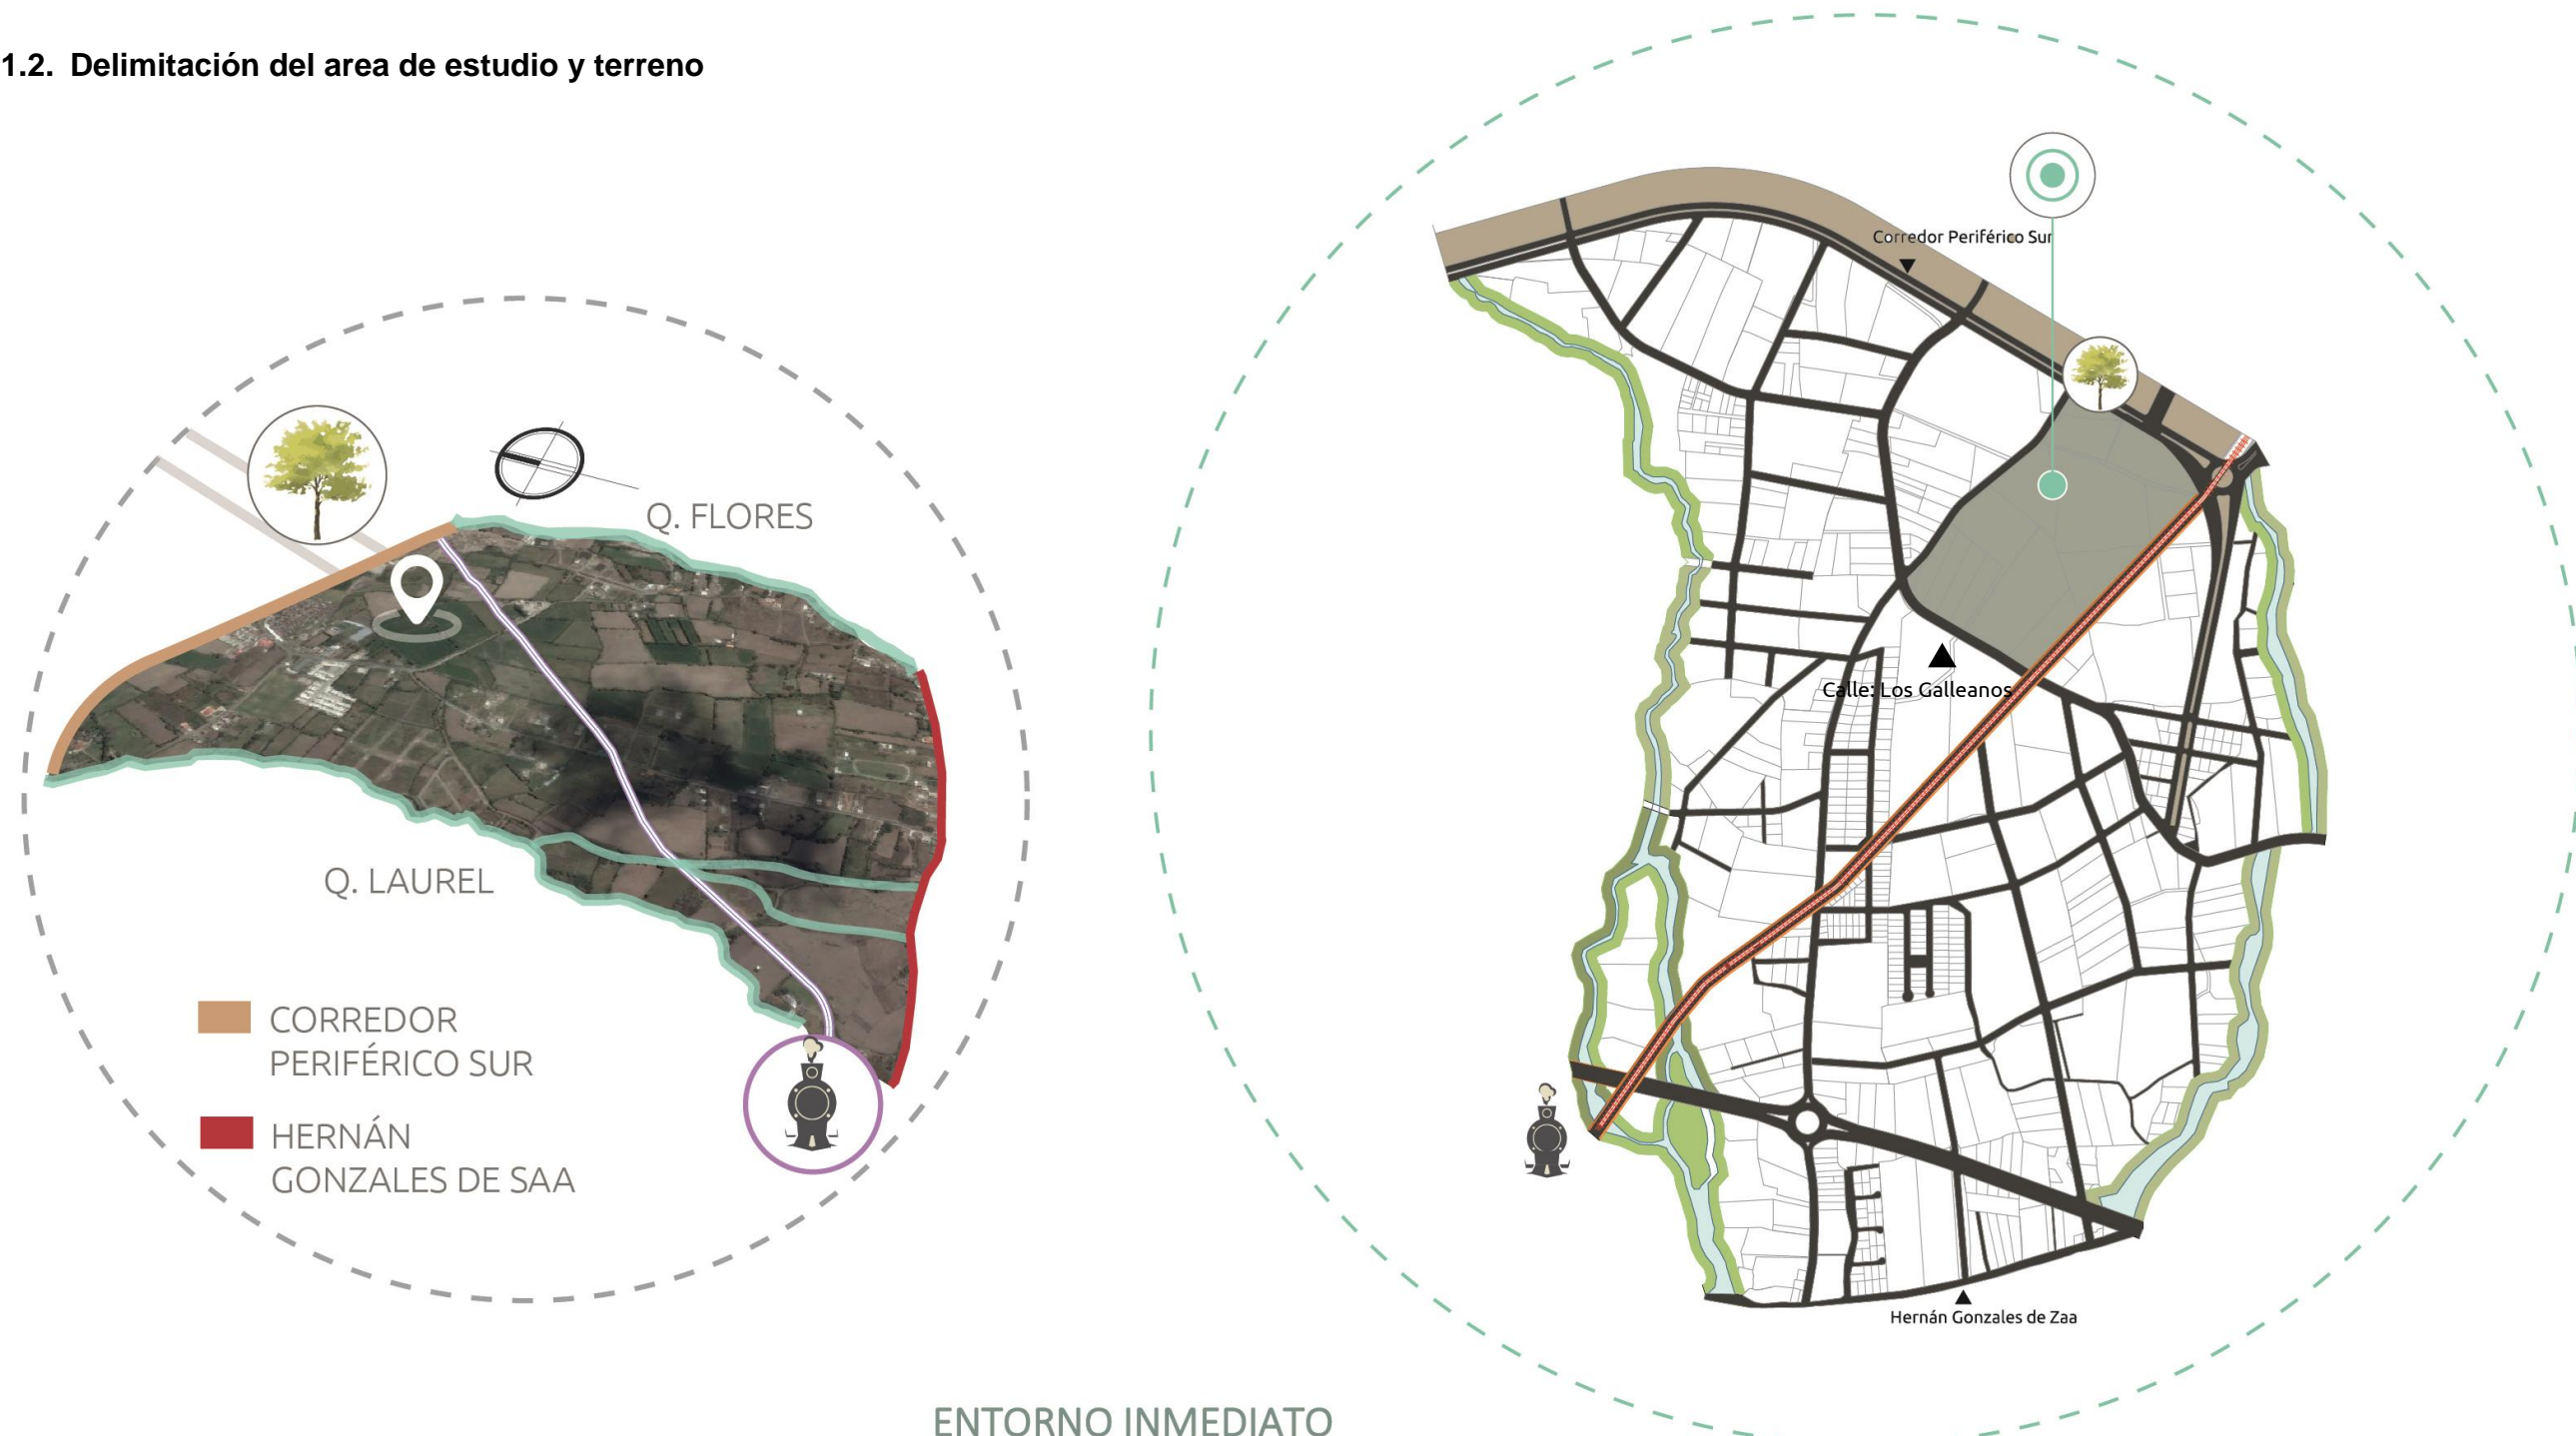 1.2. Delimitación del area de estudio y terreno
Q. FLORES
Q. LAUREL
CORREDOR
PERIFÉRICO SUR
HERNÁN
GONZALES DE SAA
Corredor Periférico Sur
Calle: Los Galleanos
Hernán Gonzales de Zaa
ENTORNO INMEDIATO